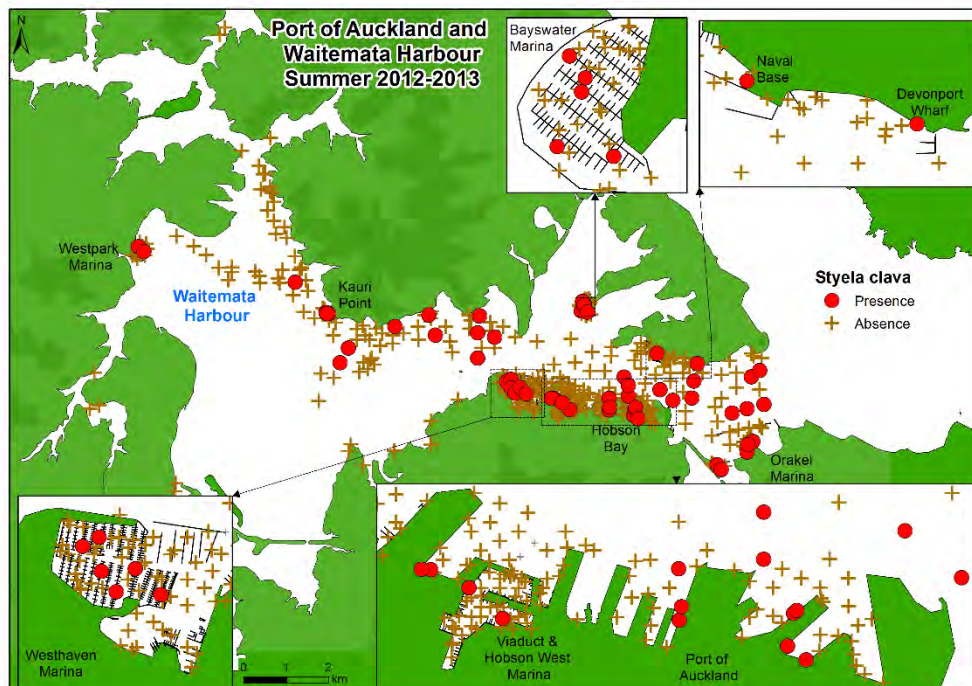 N
Port of Auckland and
Waitemata Harbour
Summer 2012-2013
Bayswater
Marina
Naval
Base
Devonport
Wharf
Westpark
Marina
Waitemata
Harbour
Kauri
Point
Styela clava
Presence
Absence
Hobson
Bay
Orakei
Marina
Westhaven
Marina
0 1 2
km
Viaduct &
Hobson West
Marina
Port of
Auckland